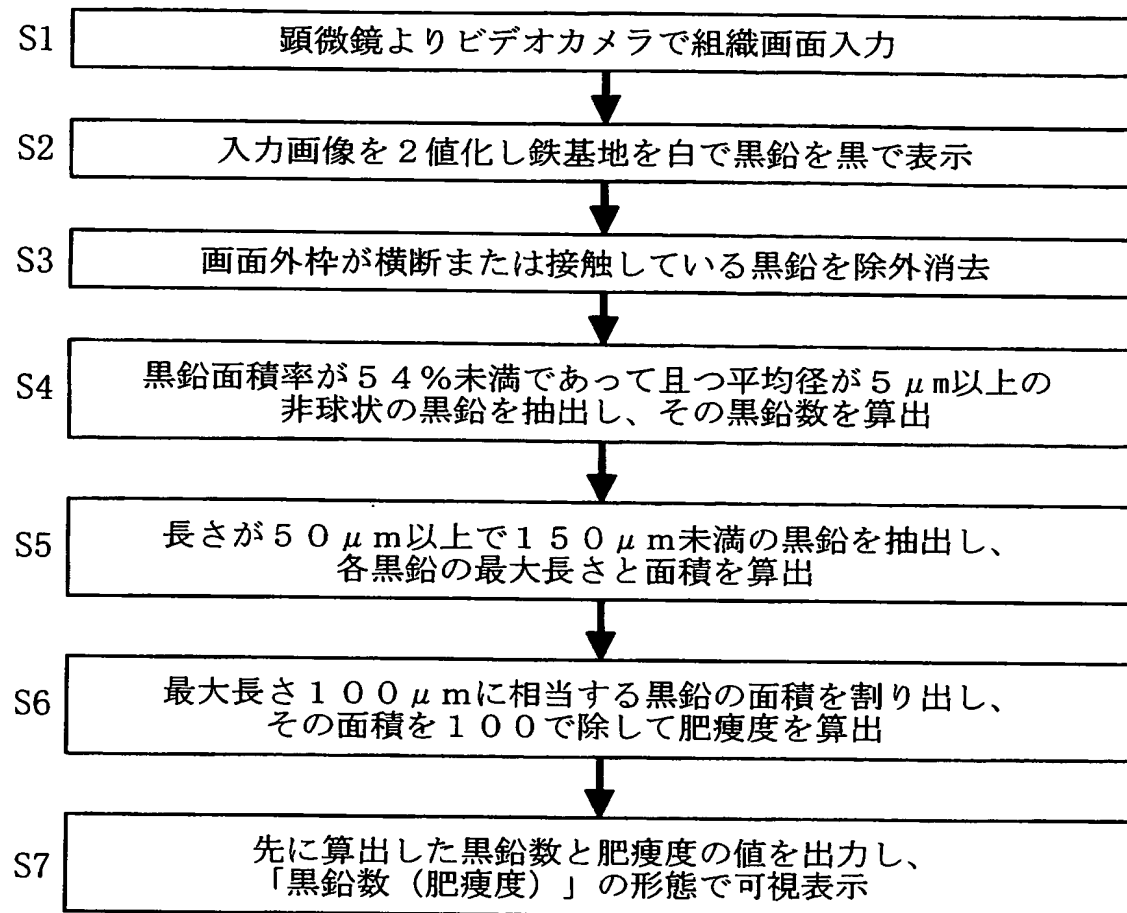 S1 顕微鏡よりビデオカメラで組織画面入力
S2 入力画像を2値化し鉄基地を白で黒鉛を黒で表示
S3 画面外枠が横断または接触している黒鉛を除外消去
S4 黒鉛面積率が54%未満であって且つ平均径が5μm以上の
非球状の黒鉛を抽出し、その黒鉛数を算出
S5 長さが50μm以上で150μm未満の黒鉛を抽出し、
各黒鉛の最大長さと面積を算出
S6 最大長さ100μmに相当する黒鉛の面積を割り出し、
その面積を100で除して肥痩度を算出
S7 先に算出した黒鉛数と肥痩度の値を出力し、
「黒鉛数(肥痩度)」の形態で可視表示